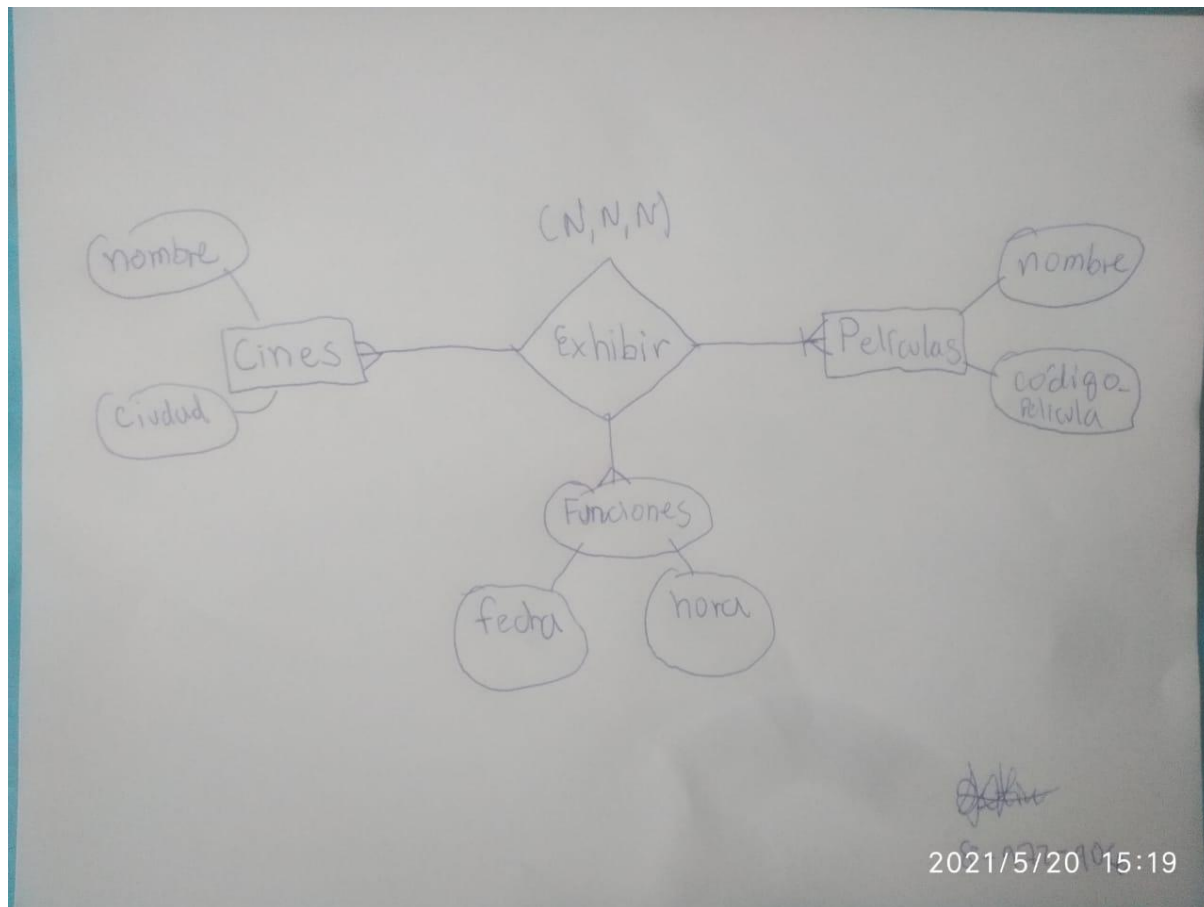 (N, N, N)
nombre
nombre
Cines
Exhibir
Películas
ciudad
código_
Película
Funciones
fecha
hora
2021/5/20 15:19